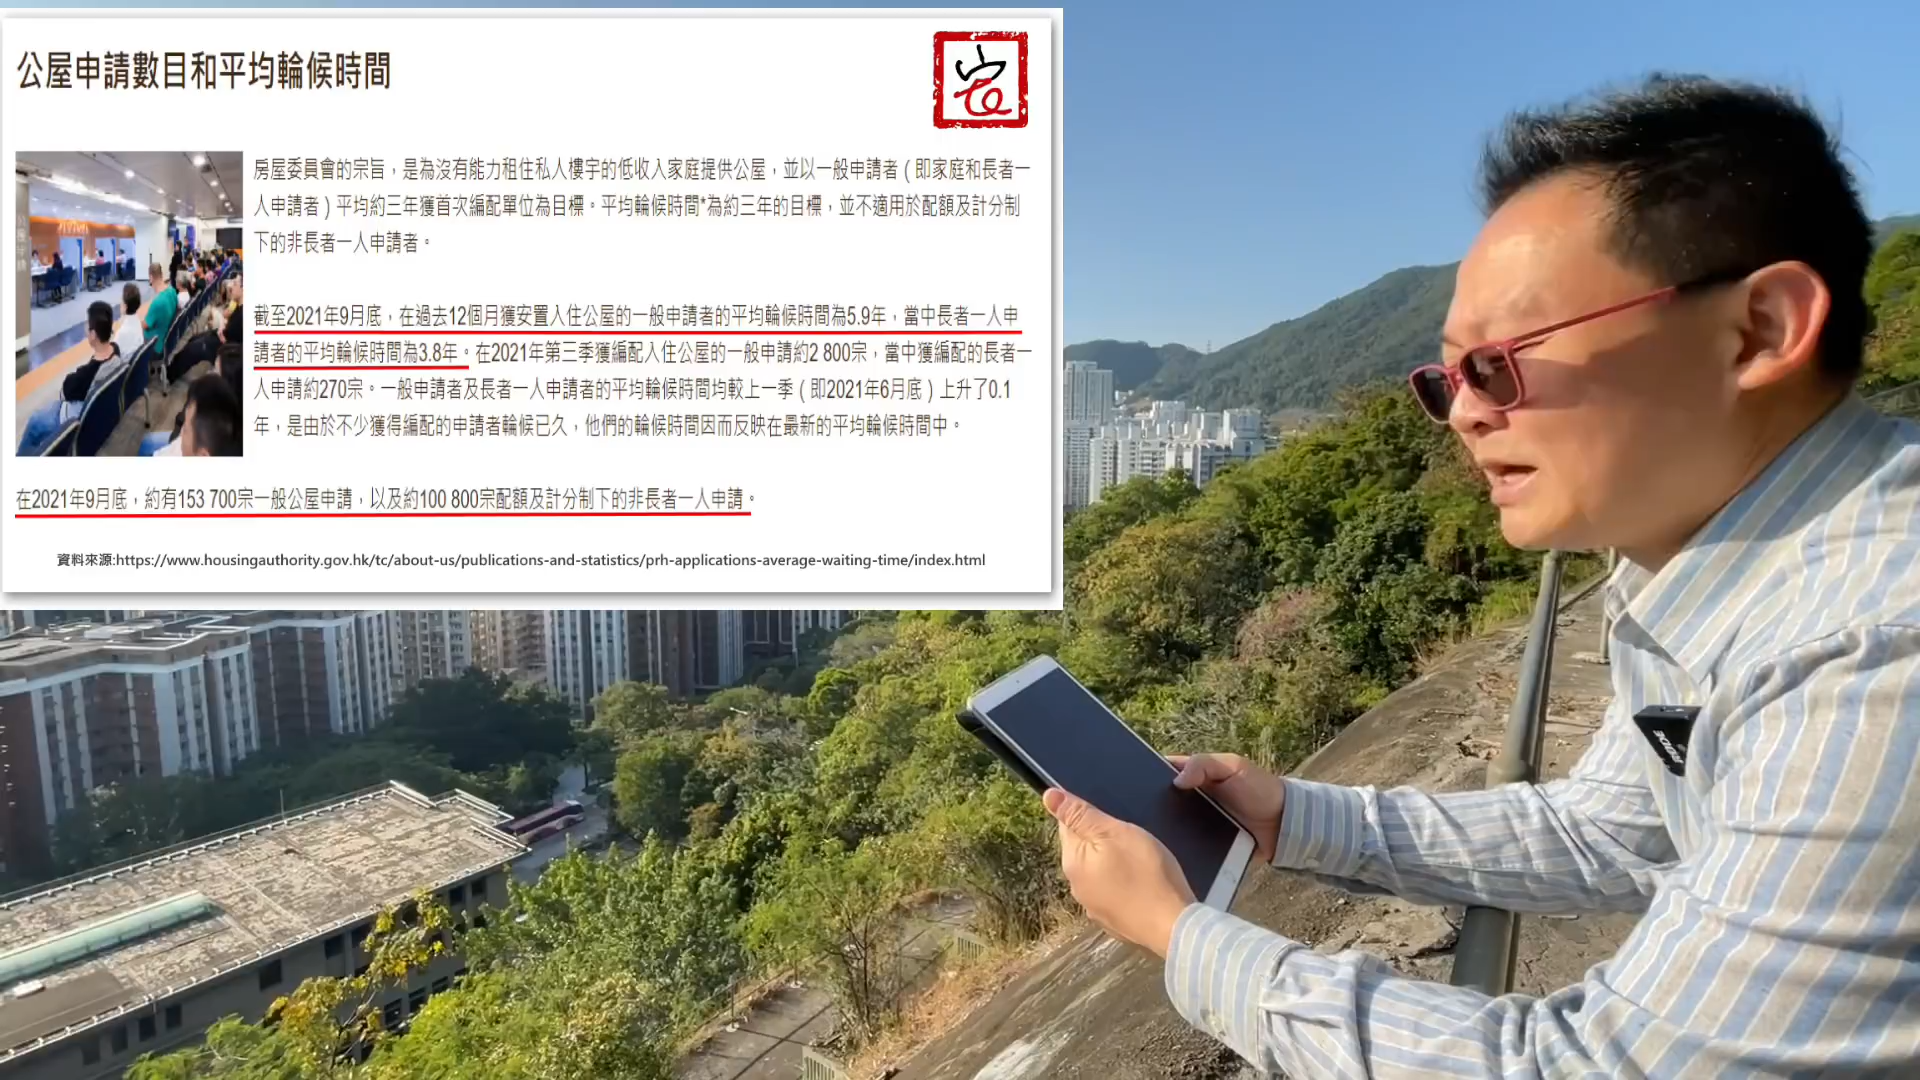 公屋申請數目和平均輪候時間
宅
房屋委員會的宗旨，是為沒有能力租住私人樓宇的低收入家庭提供公屋，並以一般申請者 ( 即家庭和長者一
人申請者 ) 平均約三年獲首次編配單位為目標。平均輪候時間*為約三年的目標，並不適用於配額及計分制
下的非長者一人申請者。
截至2021年9月底，在過去12個月獲安置入住公屋的一般申請者的平均輪候時間為5.9年，當中長者一人申
請者的平均輪候時間為3.8年。在2021年第三季獲編配入住公屋的一般申請約2 800宗，當中獲編配的長者一
人申請約270宗。一般申請者及長者一人申請者的平均輪候時間均較上一季 ( 即2021年6月底 ) 上升了0.1
年，是由於不少獲得編配的申請者輪候已久，他們的輪候時間因而反映在最新的平均輪候時間中。
在2021年9月底，約有153 700宗一般公屋申請，以及約100 800宗配額及計分制下的非長者一人申請。
資料來源:https://www.housingauthority.gov.hk/tc/about-us/publications-and-statistics/prh-applications-average-waiting-time/index.html
RODE